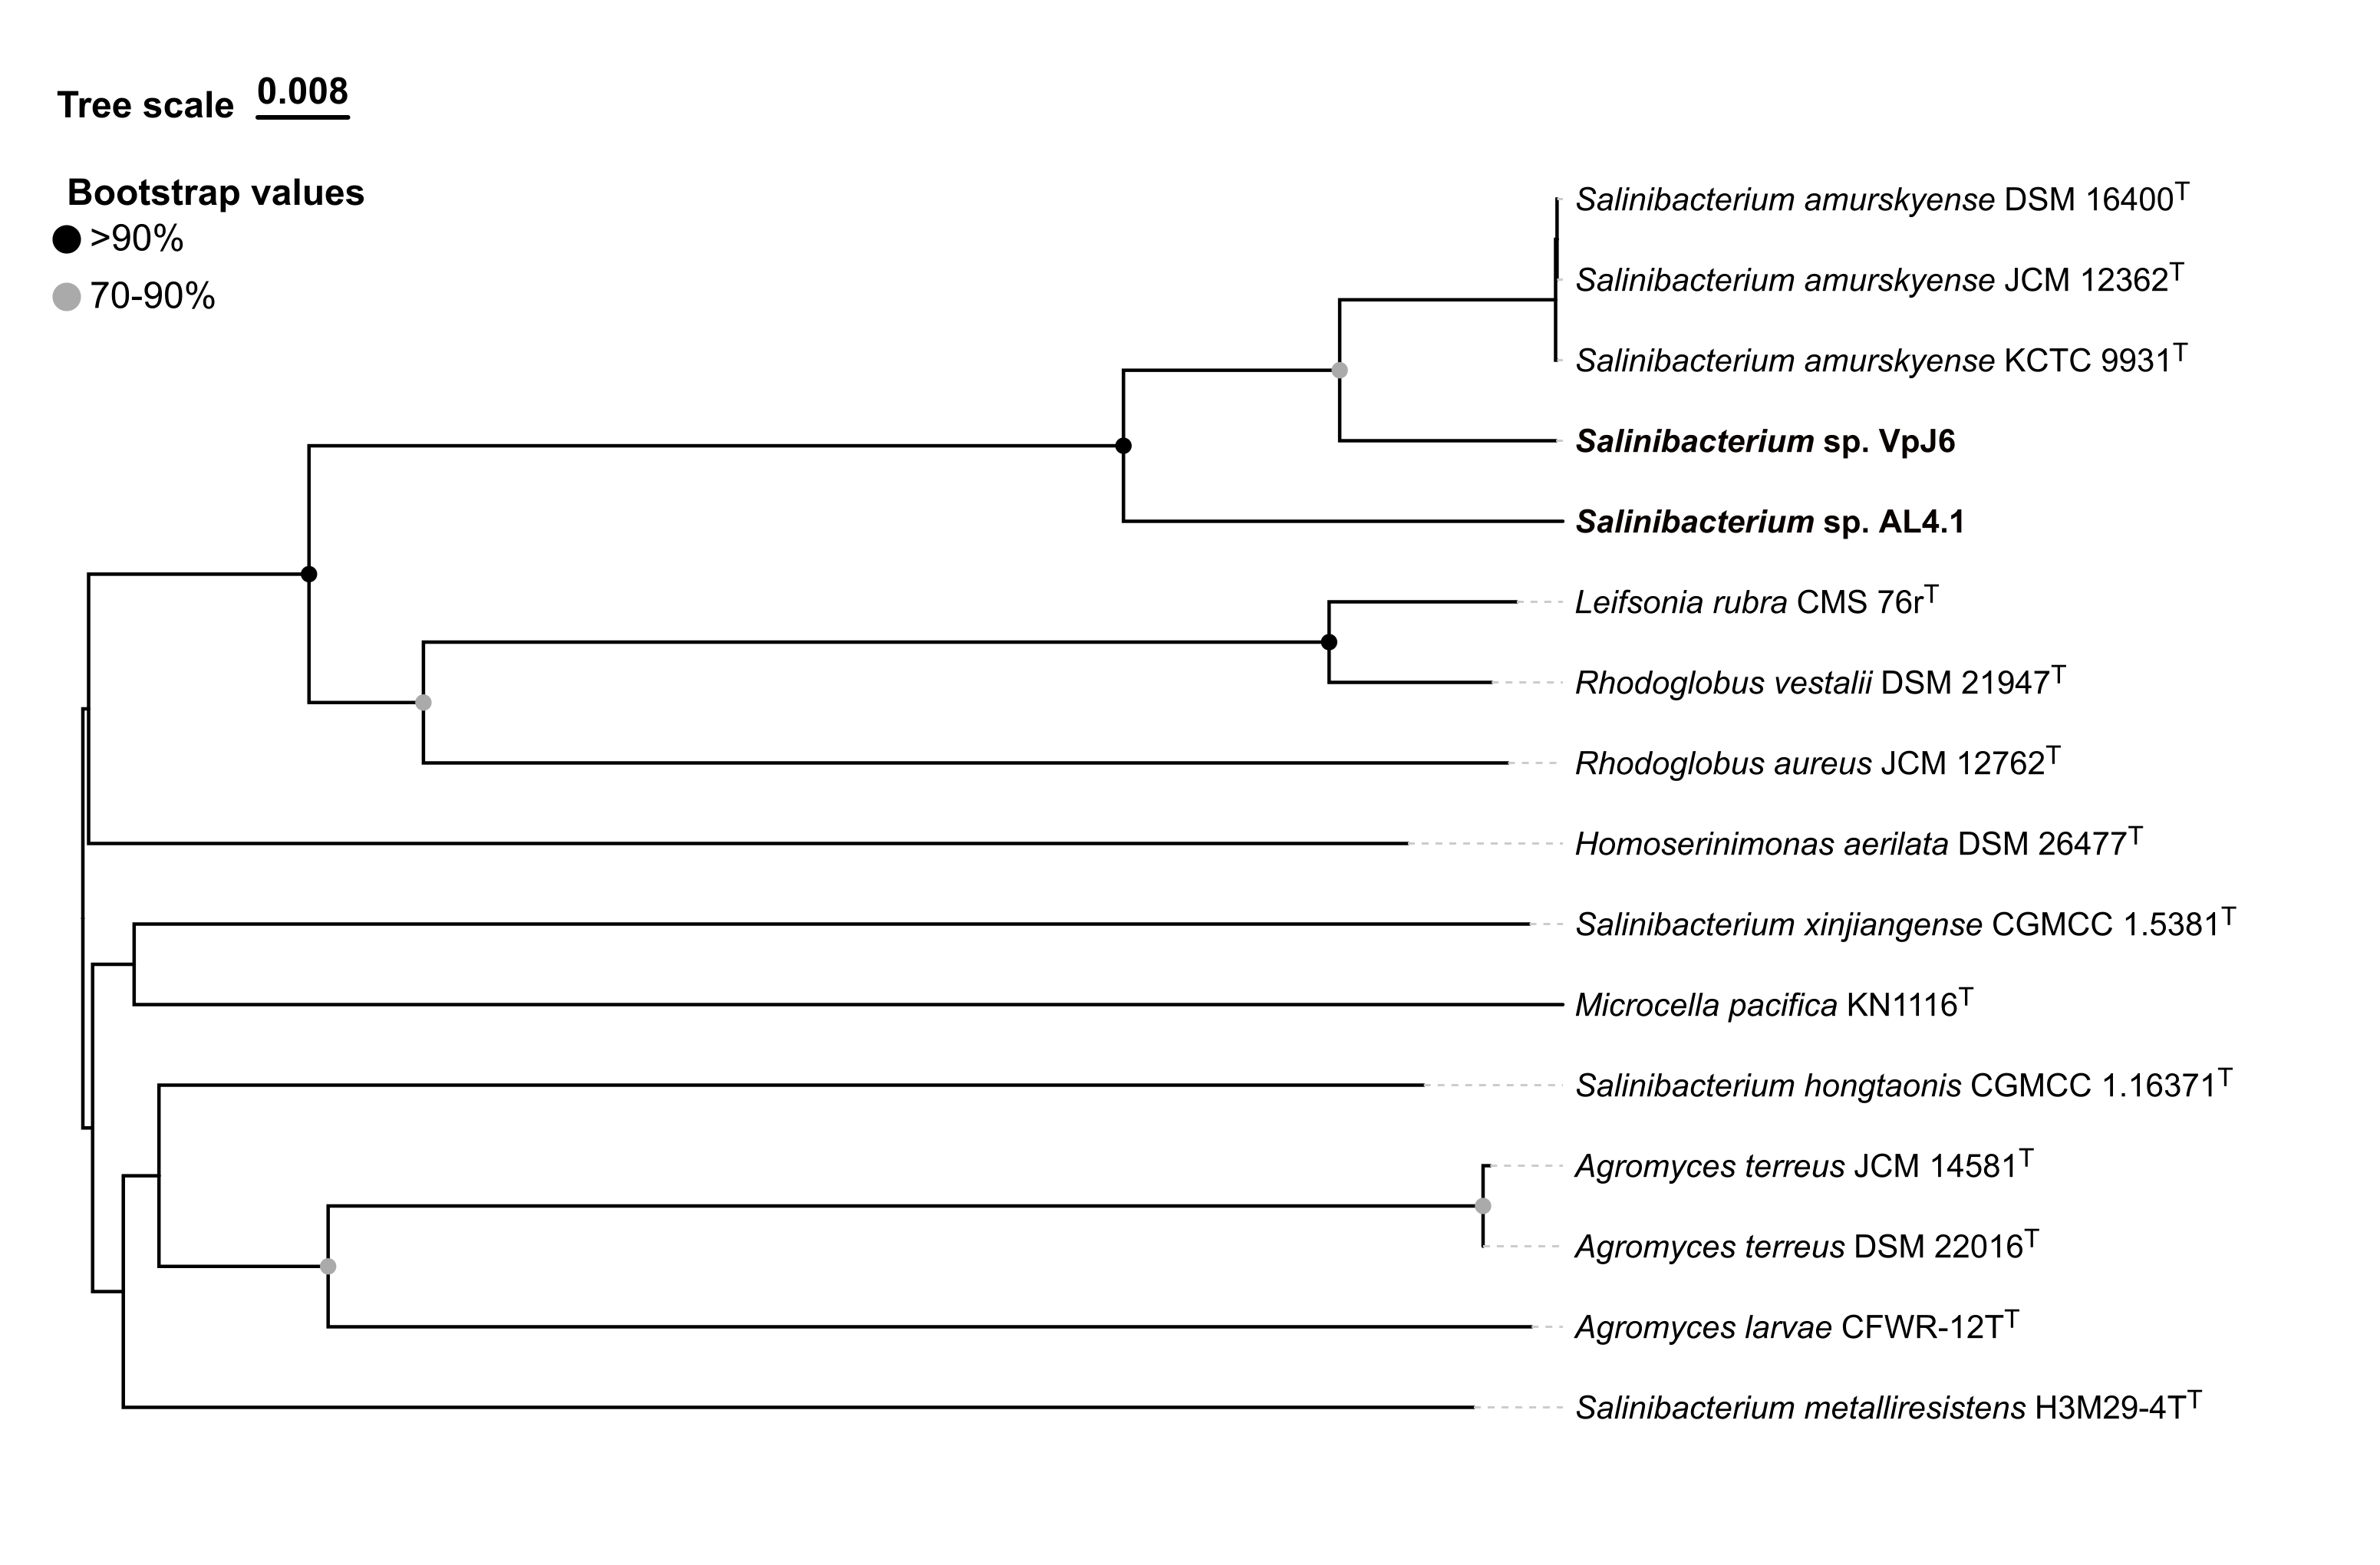 Tree scale 0.008
Bootstrap values
>90%
70-90%
Salinibacterium amurskyense DSM 16400T
Salinibacterium amurskyense JCM 12362T
Salinibacterium amurskyense KCTC 9931T
Salinibacterium sp. VpJ6
Salinibacterium sp. AL4.1
Leifsonia rubra CMS 76rT
Rhodoglobus vestalii DSM 21947T
Rhodoglobus aureus JCM 12762T
Homoserinimonas aerilata DSM 26477T
Salinibacterium xinjiangense CGMCC 1.5381T
Microcella pacifica KN1116T
Salinibacterium hongtaonis CGMCC 1.16371T
Agromyces terreus JCM 14581T
Agromyces terreus DSM 22016T
Agromyces larvae CFWR-12TT
Salinibacterium metalliresistens H3M29-4TT